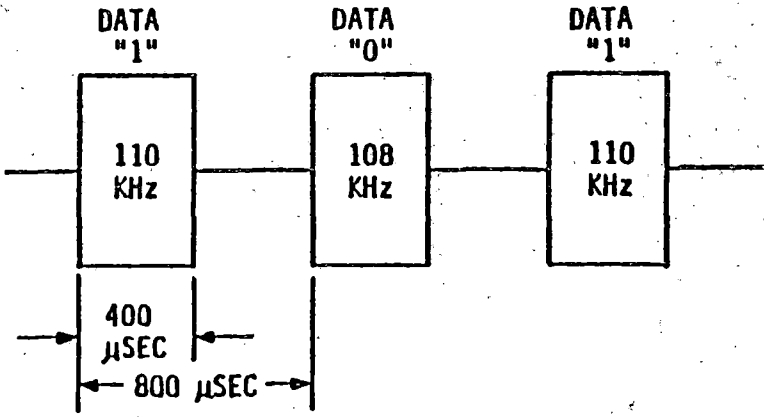 DATA DATA DATA
"1" "0" "1"
110 108 110
KHz KHz KHz
400
μSEC
800 μSEC